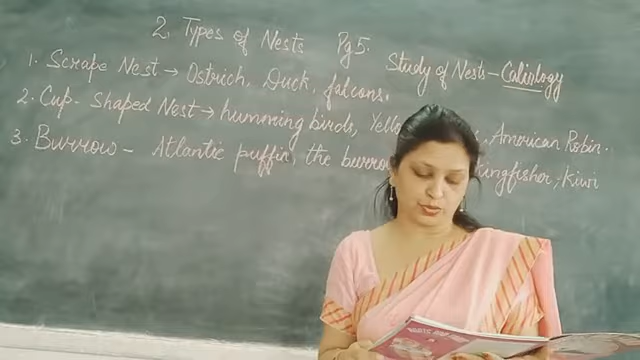 2. Types of Nests Pg 5.
Study of Nests - Caliology
1. Scrape Nest → Ostrich, Duck, falcons.
2. Cup-Shaped Nest → humming birds, Yello American Robin.
3. Burrow - Atlantic puffin, the burro kingfisher, Kiwi